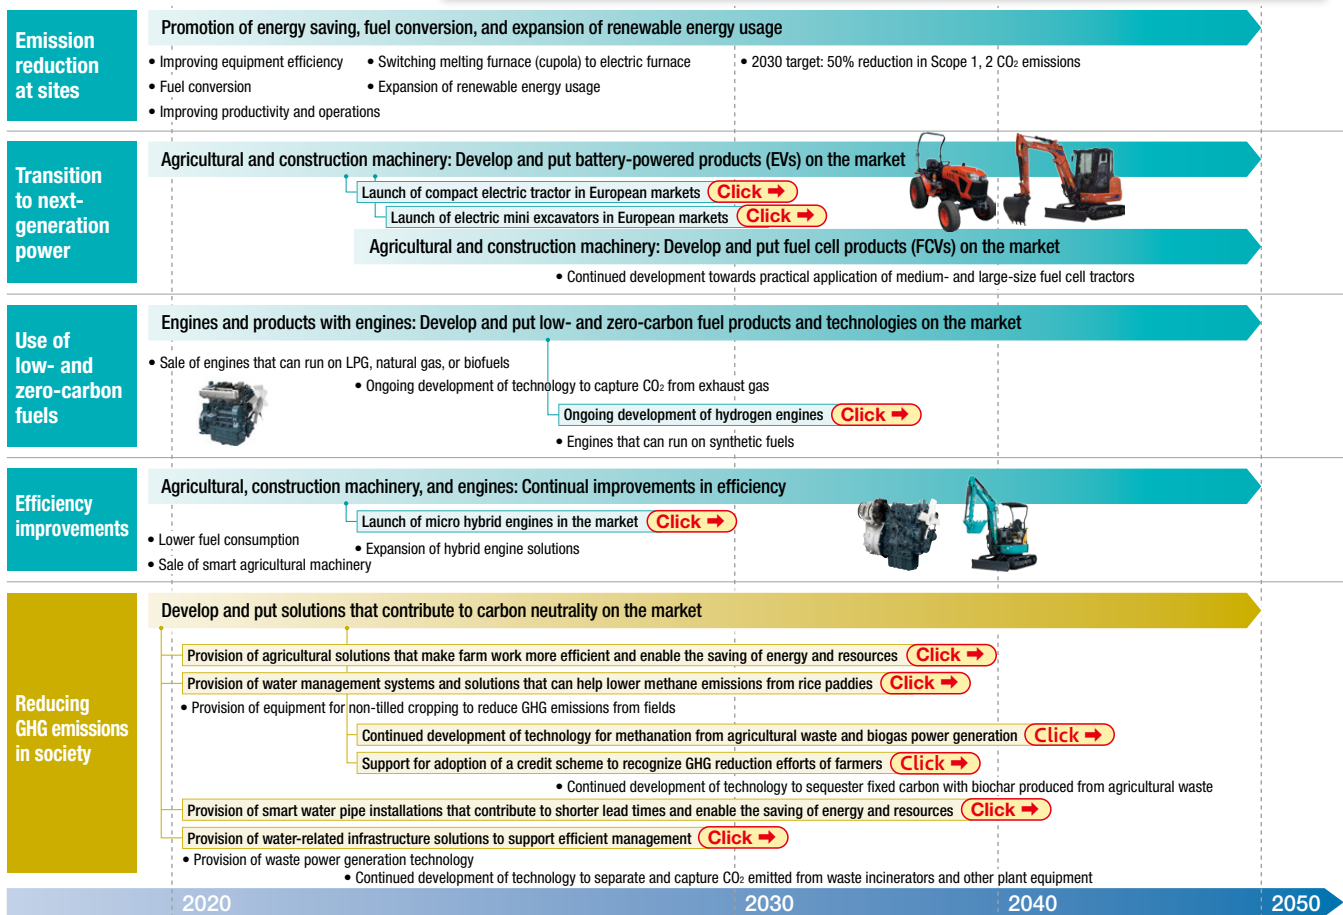 Emission
reduction
at sites
Promotion of energy saving, fuel conversion, and expansion of renewable energy usage
• Improving equipment efficiency
• Switching melting furnace (cupola) to electric furnace
• 2030 target: 50% reduction in Scope 1, 2 CO₂ emissions
• Fuel conversion
• Expansion of renewable energy usage
• Improving productivity and operations
Transition
to next-
generation
power
Agricultural and construction machinery: Develop and put battery-powered products (EVs) on the market
Launch of compact electric tractor in European markets Click ➞
Launch of electric mini excavators in European markets Click ➞
Agricultural and construction machinery: Develop and put fuel cell products (FCVs) on the market
• Continued development towards practical application of medium- and large-size fuel cell tractors
Use of
low- and
zero-carbon
fuels
Engines and products with engines: Develop and put low- and zero-carbon fuel products and technologies on the market
• Sale of engines that can run on LPG, natural gas, or biofuels
• Ongoing development of technology to capture CO₂ from exhaust gas
Ongoing development of hydrogen engines Click ➞
• Engines that can run on synthetic fuels
Efficiency
improvements
Agricultural, construction machinery, and engines: Continual improvements in efficiency
Launch of micro hybrid engines in the market Click ➞
• Lower fuel consumption
• Expansion of hybrid engine solutions
• Sale of smart agricultural machinery
Reducing
GHG emissions
in society
Develop and put solutions that contribute to carbon neutrality on the market
Provision of agricultural solutions that make farm work more efficient and enable the saving of energy and resources Click ➞
Provision of water management systems and solutions that can help lower methane emissions from rice paddies Click ➞
• Provision of equipment for non-tilled cropping to reduce GHG emissions from fields
Continued development of technology for methanation from agricultural waste and biogas power generation Click ➞
Support for adoption of a credit scheme to recognize GHG reduction efforts of farmers Click ➞
• Continued development of technology to sequester fixed carbon with biochar produced from agricultural waste
Provision of smart water pipe installations that contribute to shorter lead times and enable the saving of energy and resources Click ➞
Provision of water-related infrastructure solutions to support efficient management Click ➞
• Provision of waste power generation technology
• Continued development of technology to separate and capture CO₂ emitted from waste incinerators and other plant equipment
2020 2030 2040 2050